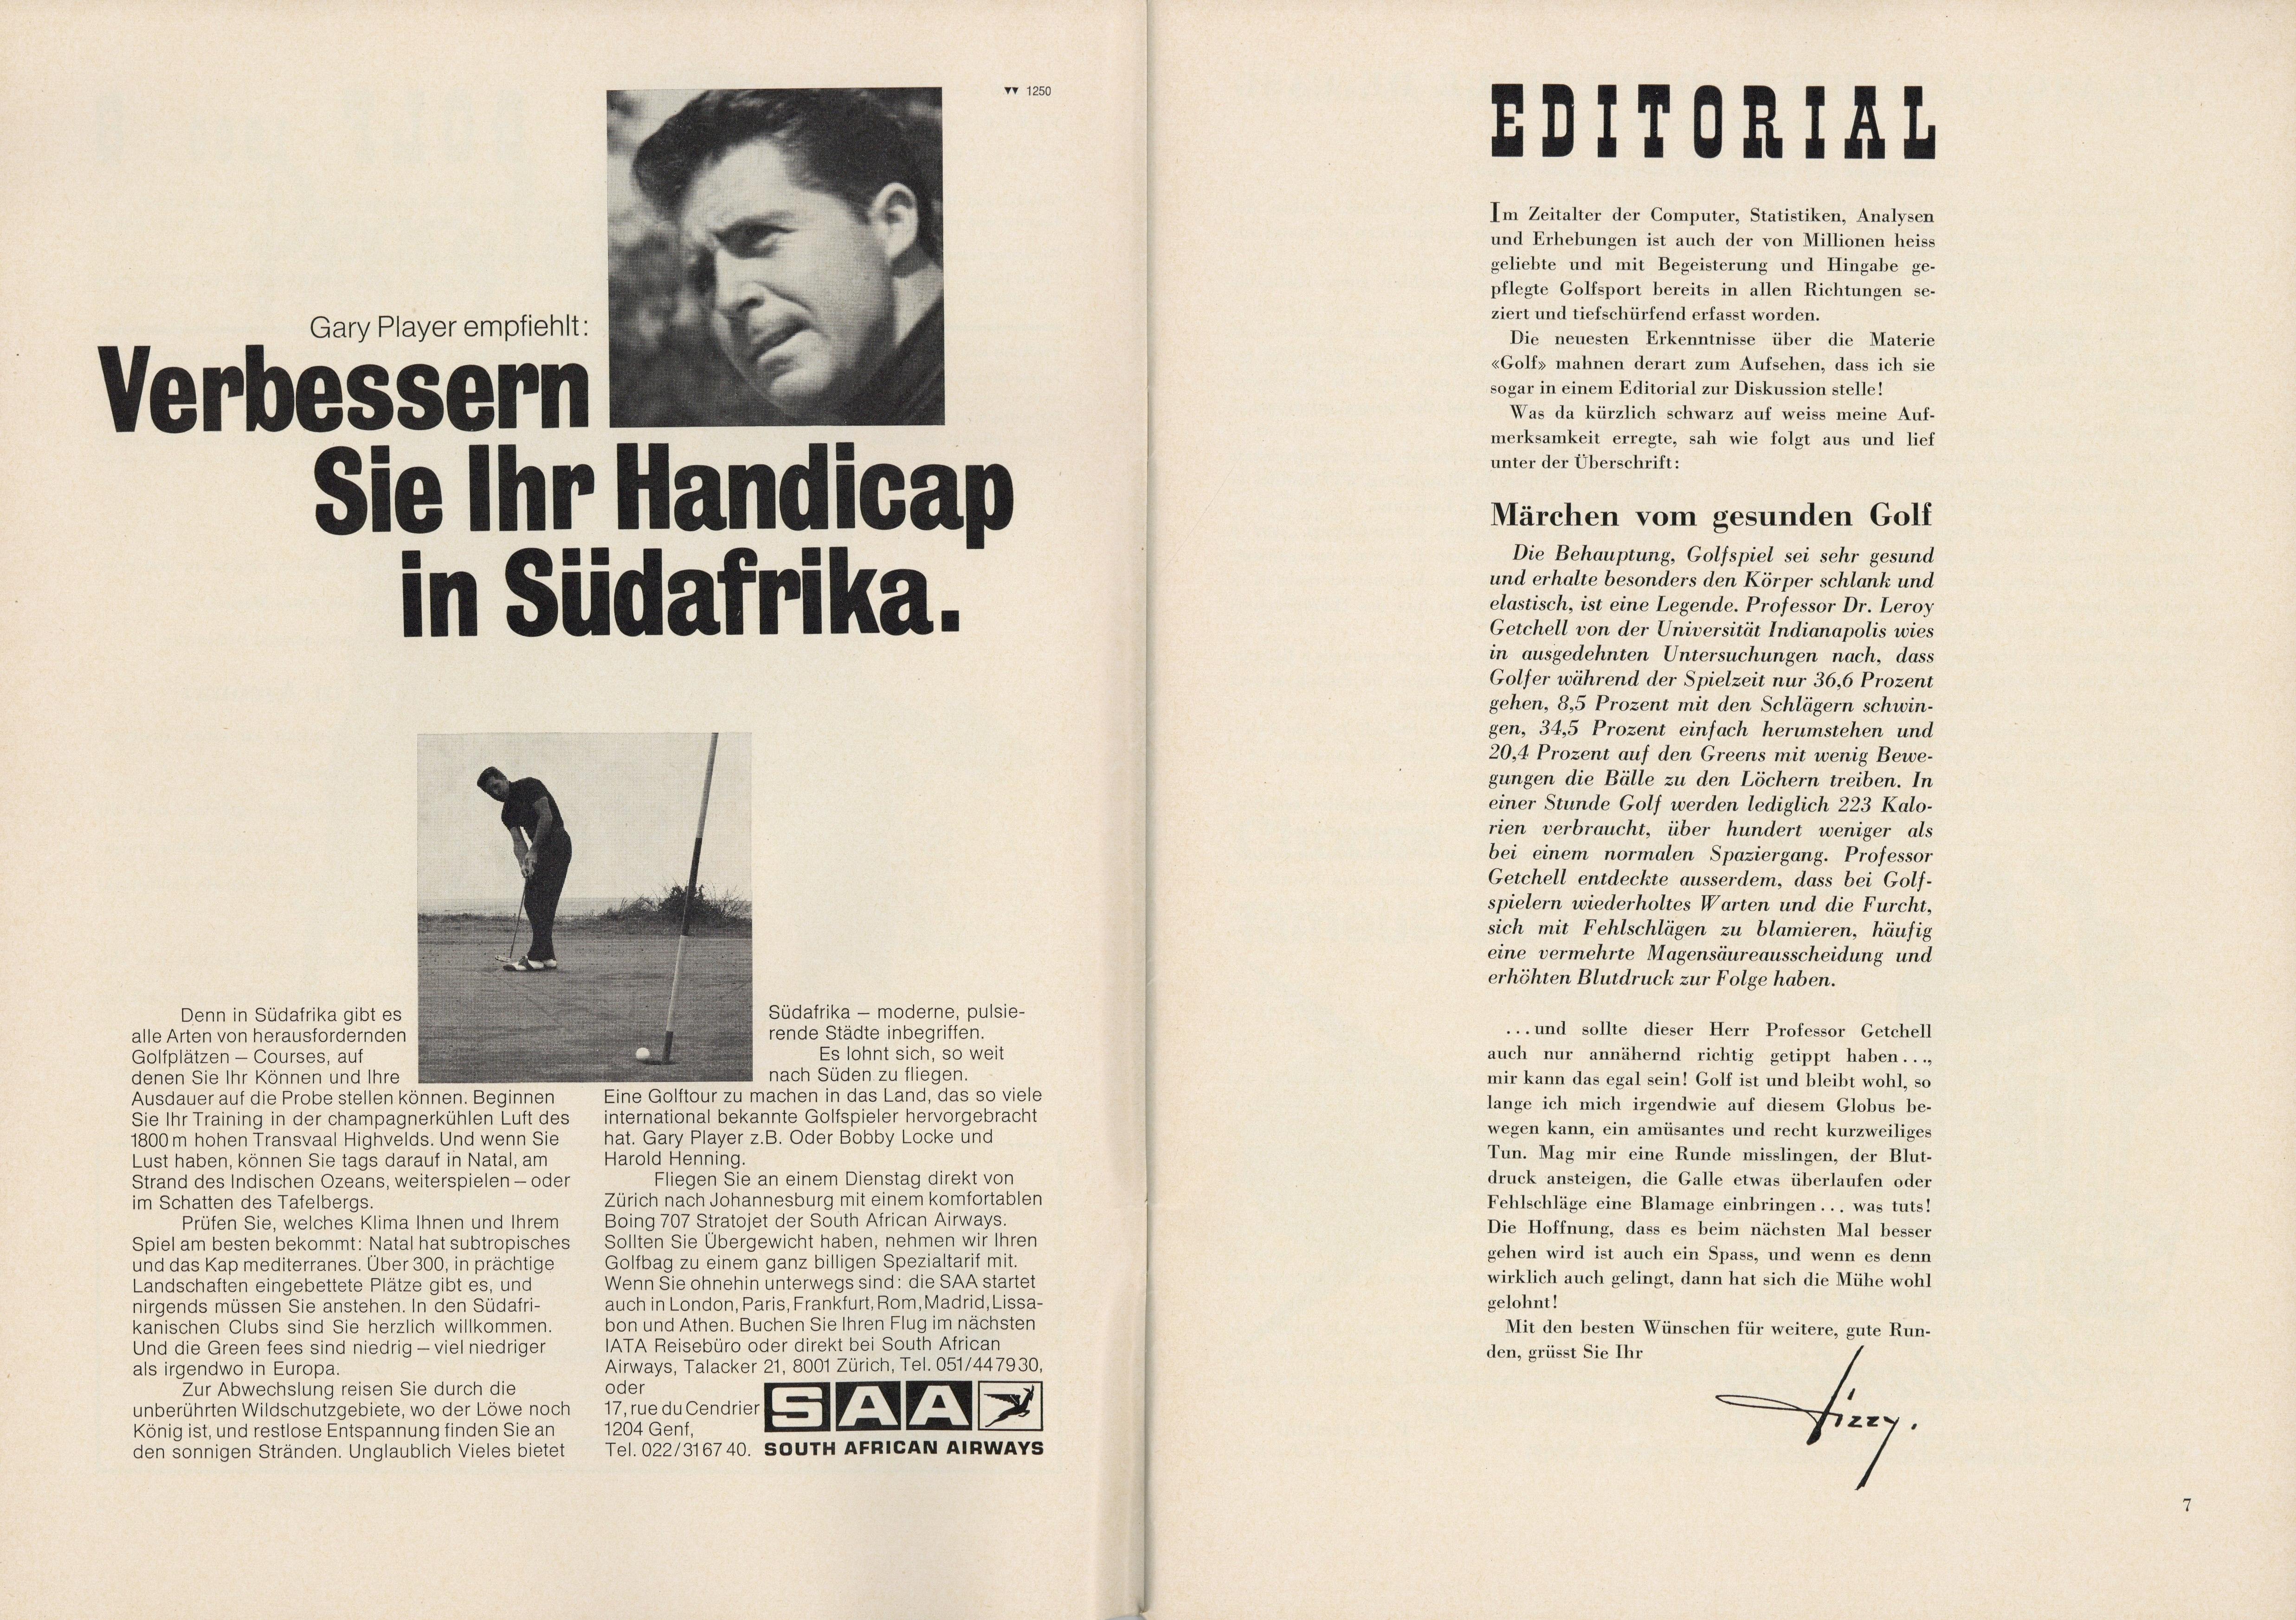 ▼▼ 1250
Gary Player empfiehlt:
Verbessern
Sie Ihr Handicap
in Südafrika.
Denn in Südafrika gibt es
alle Arten von herausfordernden
Golfplätzen – Courses, auf
denen Sie Ihr Können und Ihre
Ausdauer auf die Probe stellen können. Beginnen
Sie Ihr Training in der champagnerkühlen Luft des
1800 m hohen Transvaal Highvelds. Und wenn Sie
Lust haben, können Sie tags darauf in Natal, am
Strand des Indischen Ozeans, weiterspielen – oder
im Schatten des Tafelbergs.
Prüfen Sie, welches Klima Ihnen und Ihrem
Spiel am besten bekommt: Natal hat subtropisches
und das Kap mediterranes. Über 300, in prächtige
Landschaften eingebettete Plätze gibt es, und
nirgends müssen Sie anstehen. In den Südafri-
kanischen Clubs sind Sie herzlich willkommen.
Und die Green fees sind niedrig – viel niedriger
als irgendwo in Europa.
Zur Abwechslung reisen Sie durch die
unberührten Wildschutzgebiete, wo der Löwe noch
König ist, und restlose Entspannung finden Sie an
den sonnigen Stränden. Unglaublich Vieles bietet
Südafrika – moderne, pulsie-
rende Städte inbegriffen.
Es lohnt sich, so weit
nach Süden zu fliegen.
Eine Golftour zu machen in das Land, das so viele
international bekannte Golfspieler hervorgebracht
hat. Gary Player z.B. Oder Bobby Locke und
Harold Henning.
Fliegen Sie an einem Dienstag direkt von
Zürich nach Johannesburg mit einem komfortablen
Boing 707 Stratojet der South African Airways.
Sollten Sie Übergewicht haben, nehmen wir Ihren
Golfbag zu einem ganz billigen Spezialtarif mit.
Wenn Sie ohnehin unterwegs sind: die SAA startet
auch in London, Paris, Frankfurt, Rom, Madrid, Lissa-
bon und Athen. Buchen Sie Ihren Flug im nächsten
IATA Reisebüro oder direkt bei South African
Airways, Talacker 21, 8001 Zürich, Tel. 051/447930,
oder
17, rue du Cendrier
1204 Genf,
Tel. 022/316740.
SAA
SOUTH AFRICAN AIRWAYS
EDITORIAL
Im Zeitalter der Computer, Statistiken, Analysen
und Erhebungen ist auch der von Millionen heiss
geliebte und mit Begeisterung und Hingabe ge-
pflegte Golfsport bereits in allen Richtungen se-
ziert und tiefschürfend erfasst worden.
Die neuesten Erkenntnisse über die Materie
«Golf» mahnen derart zum Aufsehen, dass ich sie
sogar in einem Editorial zur Diskussion stelle!
Was da kürzlich schwarz auf weiss meine Auf-
merksamkeit erregte, sah wie folgt aus und lief
unter der Überschrift:
Märchen vom gesunden Golf
Die Behauptung, Golfspiel sei sehr gesund
und erhalte besonders den Körper schlank und
elastisch, ist eine Legende. Professor Dr. Leroy
Getchell von der Universität Indianapolis wies
in ausgedehnten Untersuchungen nach, dass
Golfer während der Spielzeit nur 36,6 Prozent
gehen, 8,5 Prozent mit den Schlägern schwin-
gen, 34,5 Prozent einfach herumstehen und
20,4 Prozent auf den Greens mit wenig Bewe-
gungen die Bälle zu den Löchern treiben. In
einer Stunde Golf werden lediglich 223 Kalo-
rien verbraucht, über hundert weniger als
bei einem normalen Spaziergang. Professor
Getchell entdeckte ausserdem, dass bei Golf-
spielern wiederholtes Warten und die Furcht,
sich mit Fehlschlägen zu blamieren, häufig
eine vermehrte Magensäureausscheidung und
erhöhten Blutdruck zur Folge haben.
...und sollte dieser Herr Professor Getchell
auch nur annähernd richtig getippt haben...,
mir kann das egal sein! Golf ist und bleibt wohl, so
lange ich mich irgendwie auf diesem Globus be-
wegen kann, ein amüsantes und recht kurzweiliges
Tun. Mag mir eine Runde misslingen, der Blut-
druck ansteigen, die Galle etwas überlaufen oder
Fehlschläge eine Blamage einbringen... was tuts!
Die Hoffnung, dass es beim nächsten Mal besser
gehen wird ist auch ein Spass, und wenn es denn
wirklich auch gelingt, dann hat sich die Mühe wohl
gelohnt!
Mit den besten Wünschen für weitere, gute Run-
den, grüsst Sie Ihr
7